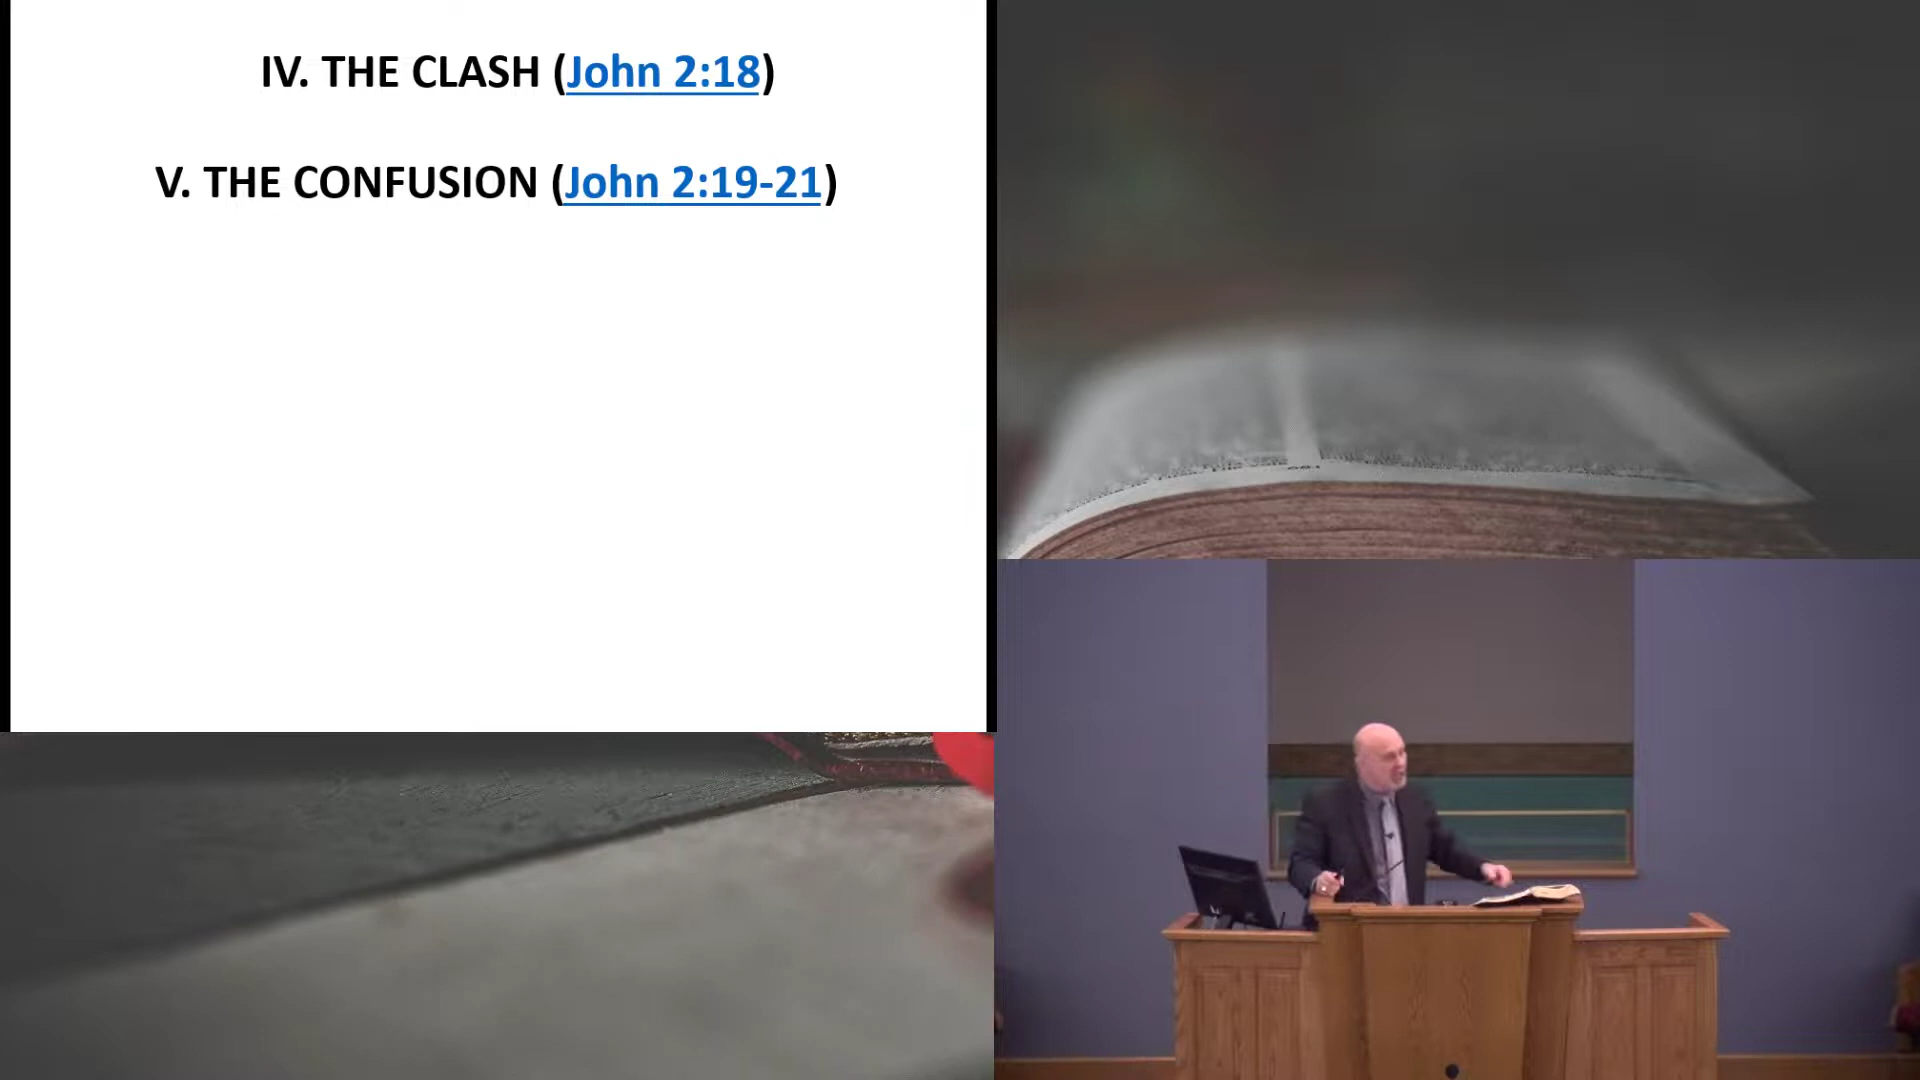 IV. THE CLASH (John 2:18)
V. THE CONFUSION (John 2:19-21)